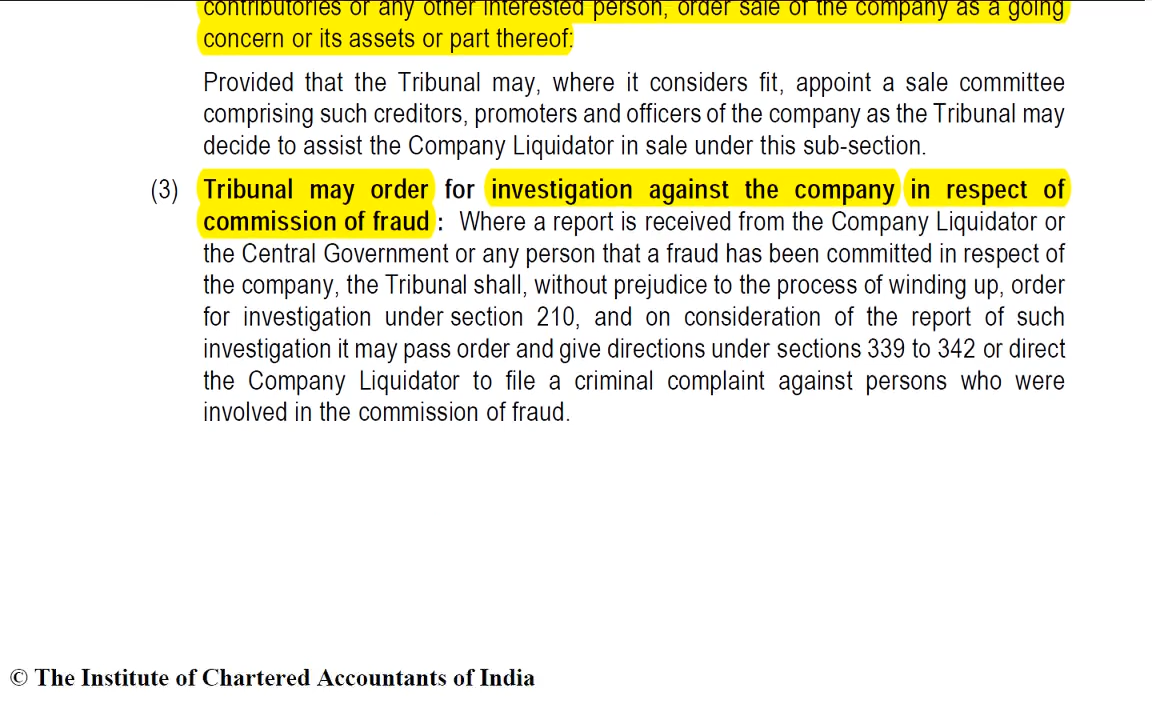 contributories or any other interested person, order sale of the company as a going
concern or its assets or part thereof:
Provided that the Tribunal may, where it considers fit, appoint a sale committee
comprising such creditors, promoters and officers of the company as the Tribunal may
decide to assist the Company Liquidator in sale under this sub-section.
(3) Tribunal may order for investigation against the company in respect of
commission of fraud : Where a report is received from the Company Liquidator or
the Central Government or any person that a fraud has been committed in respect of
the company, the Tribunal shall, without prejudice to the process of winding up, order
for investigation under section 210, and on consideration of the report of such
investigation it may pass order and give directions under sections 339 to 342 or direct
the Company Liquidator to file a criminal complaint against persons who were
involved in the commission of fraud.
© The Institute of Chartered Accountants of India